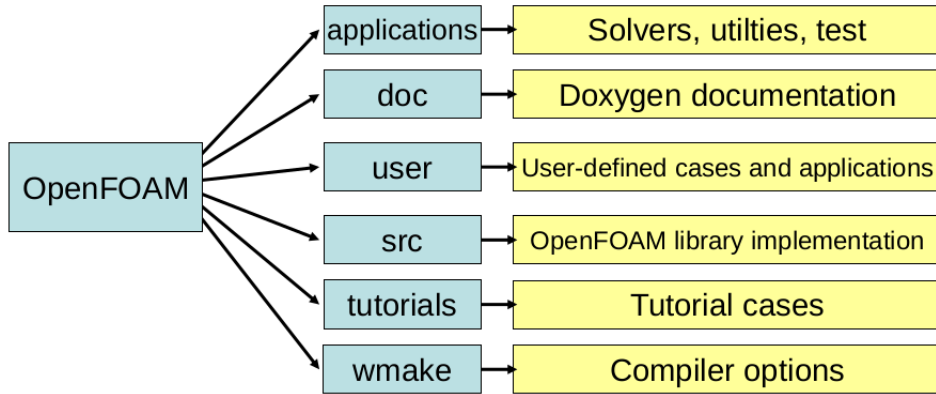 OpenFOAM
applications
Solvers, utilties, test
doc
Doxygen documentation
user
User-defined cases and applications
src
OpenFOAM library implementation
tutorials
Tutorial cases
wmake
Compiler options